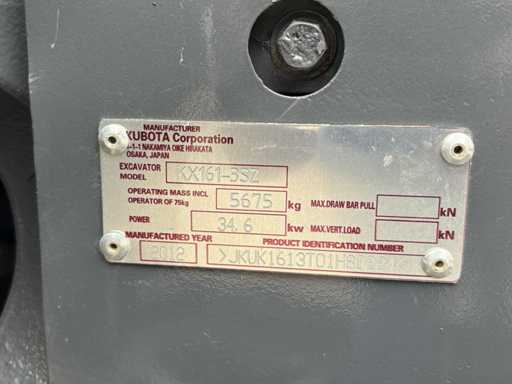 MANUFACTURER
KUBOTA Corporation
1-1-1 NAKAMIYA OIKE HIRAKATA
OSAKA, JAPAN
EXCAVATOR MODEL KX161-3SZ
OPERATING MASS INCL OPERATOR OF 75kg 5675 kg MAX.DRAW BAR PULL kN
POWER 34.6 kw MAX.VERT.LOAD kN
MANUFACTURED YEAR PRODUCT IDENTIFICATION NUMBER
2012